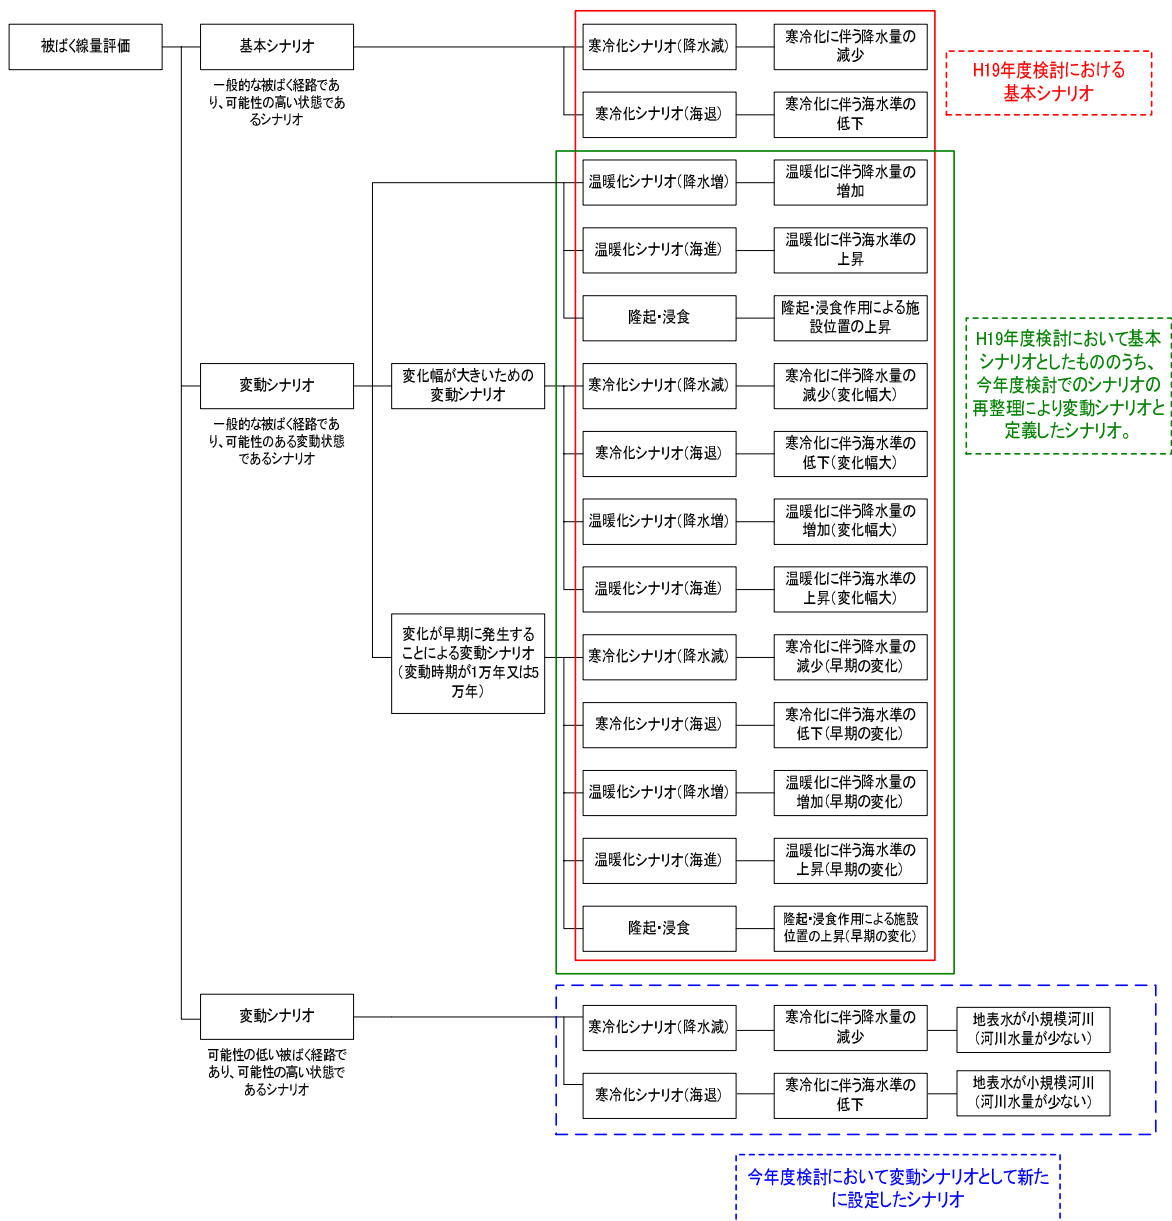 被ばく線量評価
基本シナリオ
一般的な被ばく経路であ
り、可能性の高い状態であ
るシナリオ
寒冷化シナリオ(降水減)
寒冷化に伴う降水量の
減少
寒冷化シナリオ(海退)
寒冷化に伴う海水準の
低下
H19年度検討における
基本シナリオ
温暖化シナリオ(降水増)
温暖化に伴う降水量の
増加
温暖化シナリオ(海進)
温暖化に伴う海水準の
上昇
隆起・浸食
隆起・浸食作用による施
設位置の上昇
H19年度検討において基本
シナリオとしたもののうち、
今年度検討でのシナリオの
再整理により変動シナリオと
定義したシナリオ。
変動シナリオ
一般的な被ばく経路であ
り、可能性のある変動状態
であるシナリオ
変化幅が大きいための
変動シナリオ
寒冷化シナリオ(降水減)
寒冷化に伴う降水量の
減少(変化幅大)
寒冷化シナリオ(海退)
寒冷化に伴う海水準の
低下(変化幅大)
温暖化シナリオ(降水増)
温暖化に伴う降水量の
増加(変化幅大)
温暖化シナリオ(海進)
温暖化に伴う海水準の
上昇(変化幅大)
変化が早期に発生する
ことによる変動シナリオ
(変動時期が1万年又は5
万年)
寒冷化シナリオ(降水減)
寒冷化に伴う降水量の
減少(早期の変化)
寒冷化シナリオ(海退)
寒冷化に伴う海水準の
低下(早期の変化)
温暖化シナリオ(降水増)
温暖化に伴う降水量の
増加(早期の変化)
温暖化シナリオ(海進)
温暖化に伴う海水準の
上昇(早期の変化)
隆起・浸食
隆起・浸食作用による施設
位置の上昇(早期の変化)
変動シナリオ
可能性の低い被ばく経路で
あり、可能性の高い状態で
あるシナリオ
寒冷化シナリオ(降水減)
寒冷化に伴う降水量の
減少
地表水が小規模河川
(河川水量が少ない)
寒冷化シナリオ(海退)
寒冷化に伴う海水準の
低下
地表水が小規模河川
(河川水量が少ない)
今年度検討において変動シナリオとして新た
に設定したシナリオ